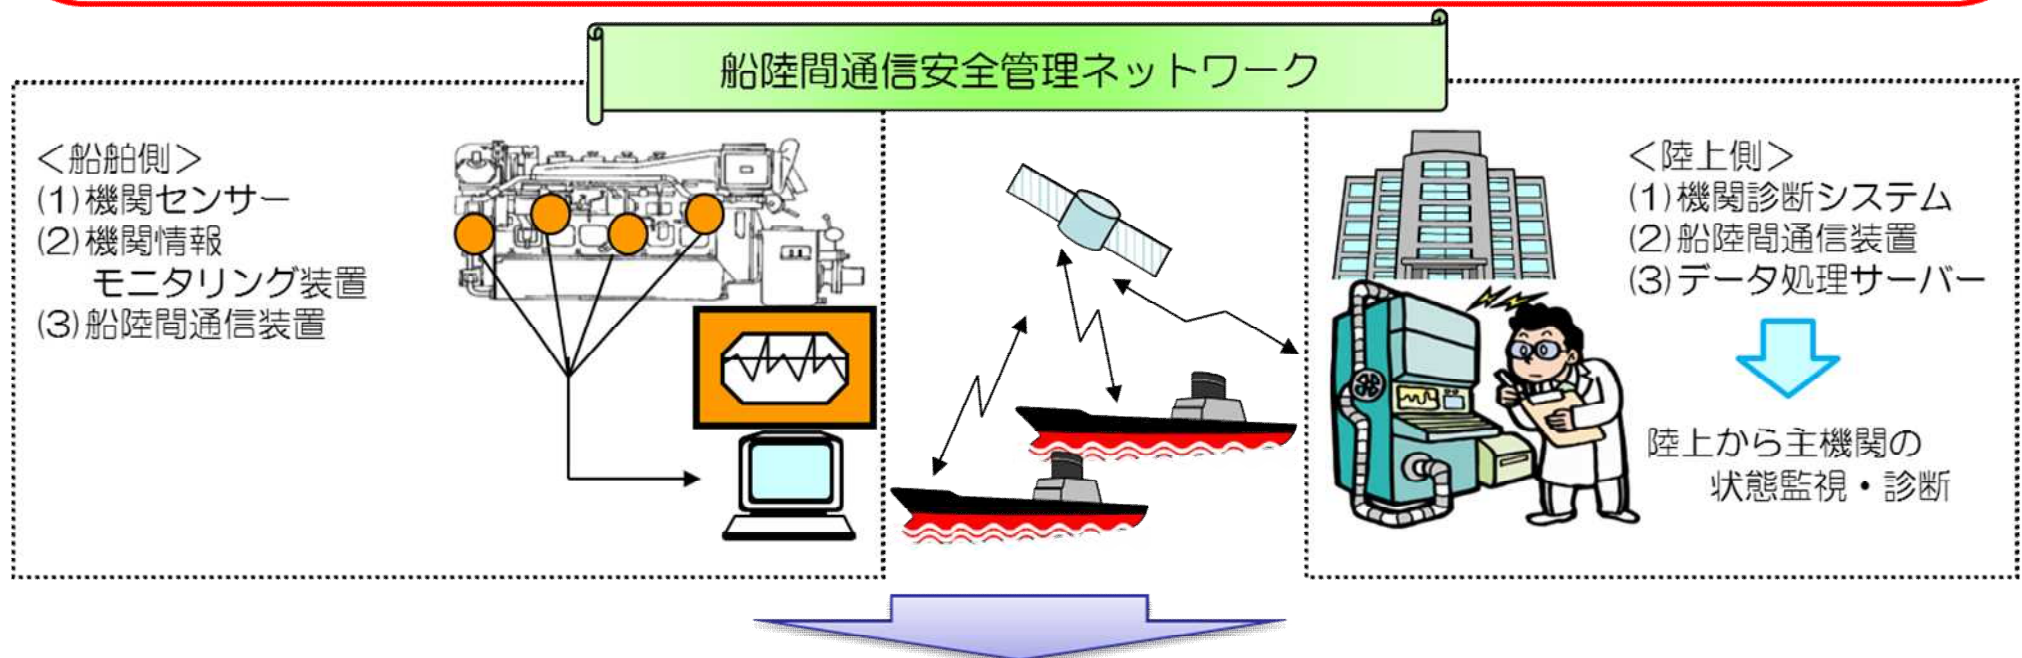 船陸間通信安全管理ネットワーク
＜船舶側＞
(1)機関センサー
(2)機関情報
モニタリング装置
(3)船陸間通信装置
＜陸上側＞
(1)機関診断システム
(2)船陸間通信装置
(3)データ処理サーバー
陸上から主機関の
状態監視・診断